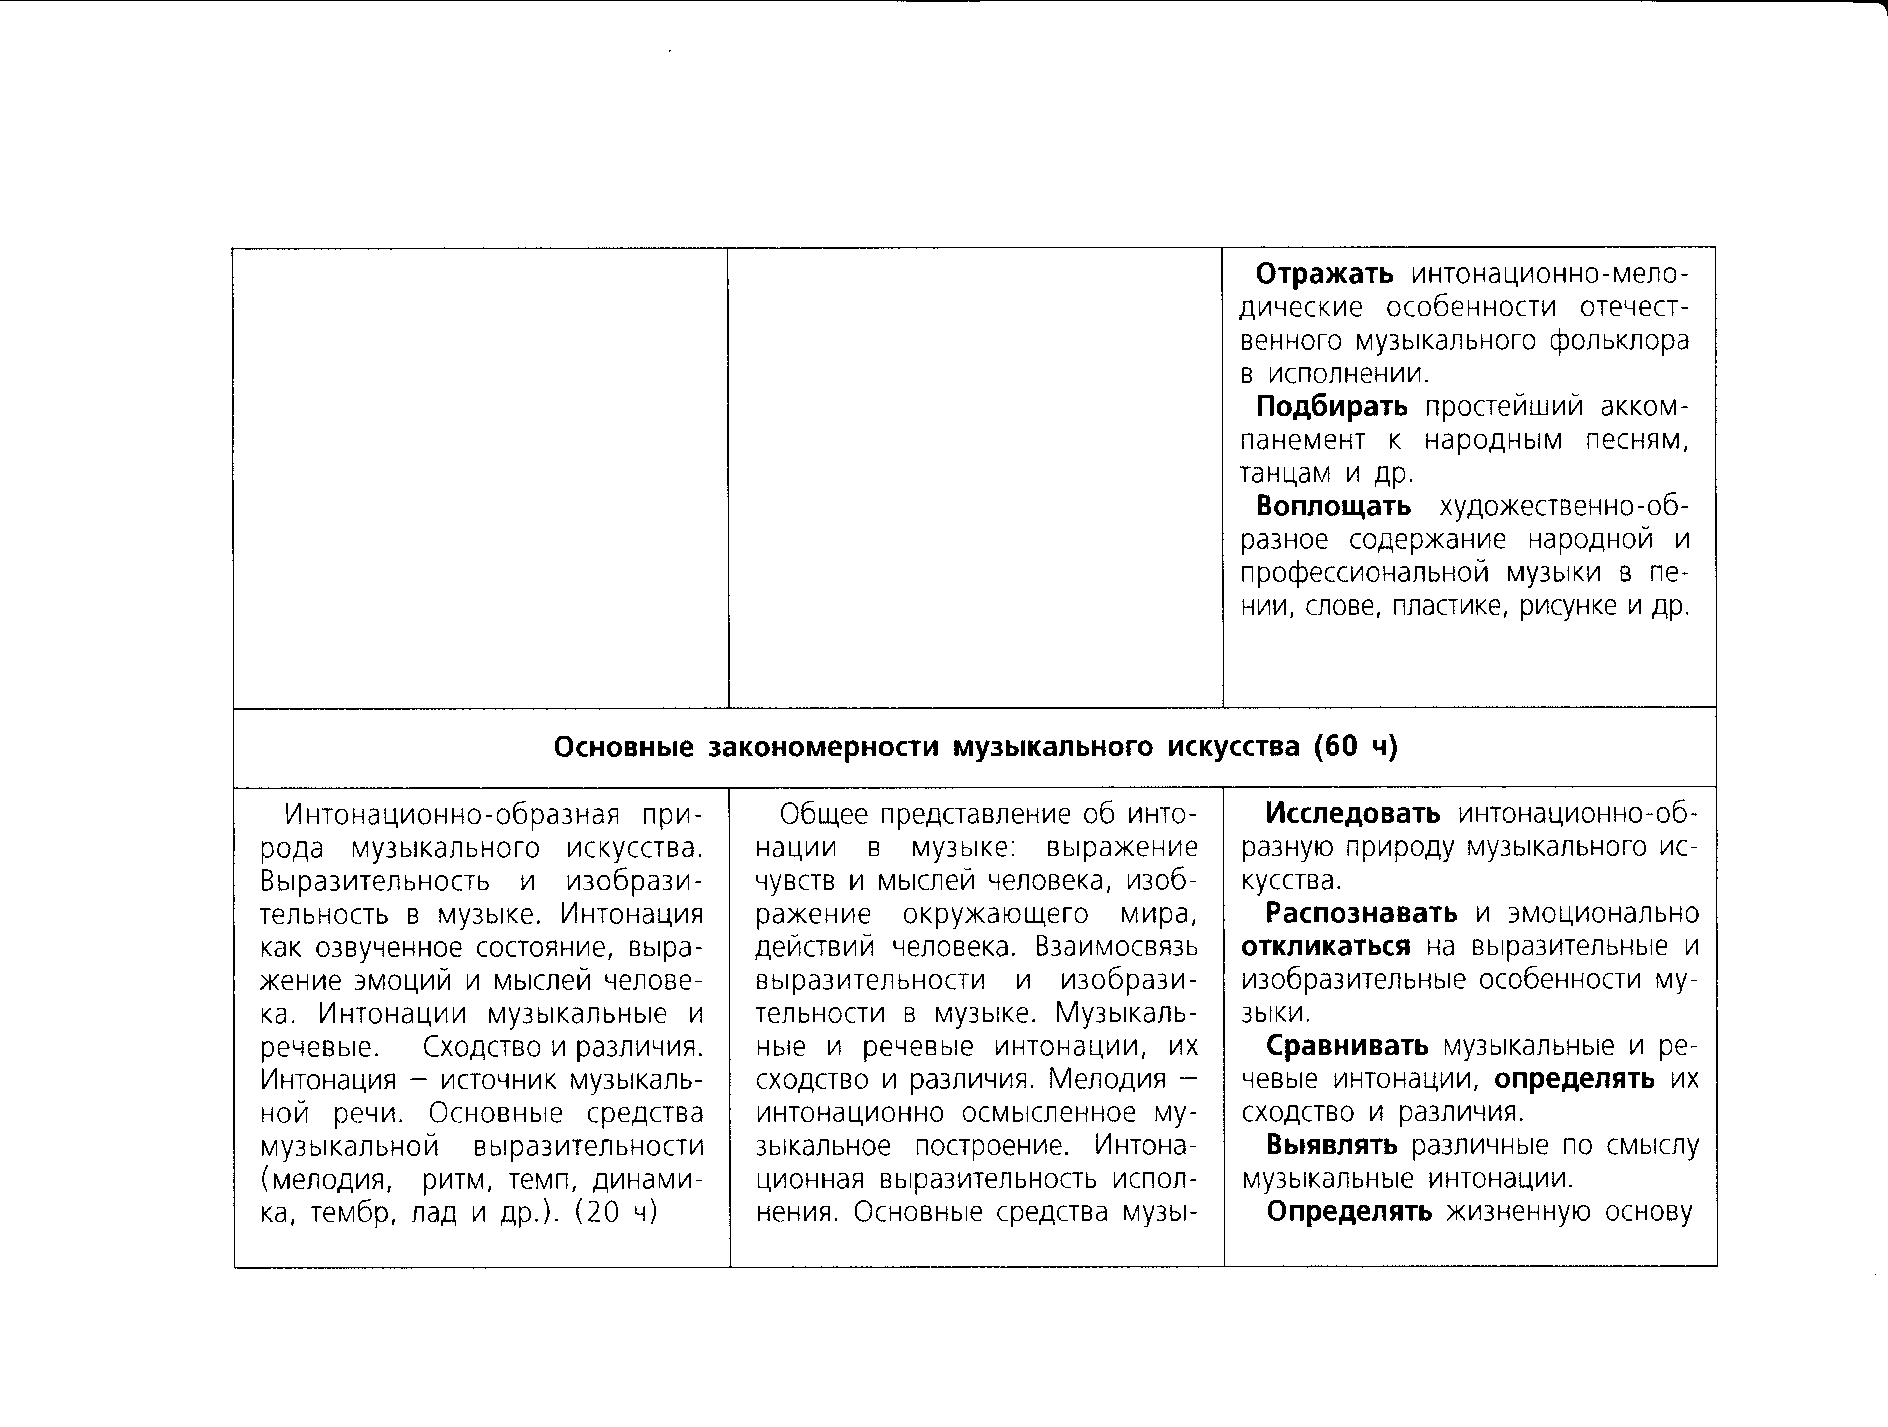 Отражать интонационно-мело-
дические особенности отечест-
венного музыкального фольклора
в исполнении.
Подбирать простейший акком-
панемент к народным песням,
танцам и др.
Воплощать художественно-об-
разное содержание народной и
профессиональной музыки в пе-
нии, слове, пластике, рисунке и др.
Основные закономерности музыкального искусства (60 ч)
Интонационно-образная при-
рода музыкального искусства.
Выразительность и изобрази-
тельность в музыке. Интонация
как озвученное состояние, выра-
жение эмоций и мыслей челове-
ка. Интонации музыкальные и
речевые. Сходство и различия.
Интонация – источник музыкаль-
ной речи. Основные средства
музыкальной выразительности
(мелодия, ритм, темп, динами-
ка, тембр, лад и др.). (20 ч)
Общее представление об инто-
нации в музыке: выражение
чувств и мыслей человека, изоб-
ражение окружающего мира,
действий человека. Взаимосвязь
выразительности и изобрази-
тельности в музыке. Музыкаль-
ные и речевые интонации, их
сходство и различия. Мелодия –
интонационно осмысленное му-
зыкальное построение. Интона-
ционная выразительность испол-
нения. Основные средства музы-
Исследовать интонационно-об-
разную природу музыкального ис-
кусства.
Распознавать и эмоционально
откликаться на выразительные и
изобразительные особенности му-
зыки.
Сравнивать музыкальные и ре-
чевые интонации, определять их
сходство и различия.
Выявлять различные по смыслу
музыкальные интонации.
Определять жизненную основу